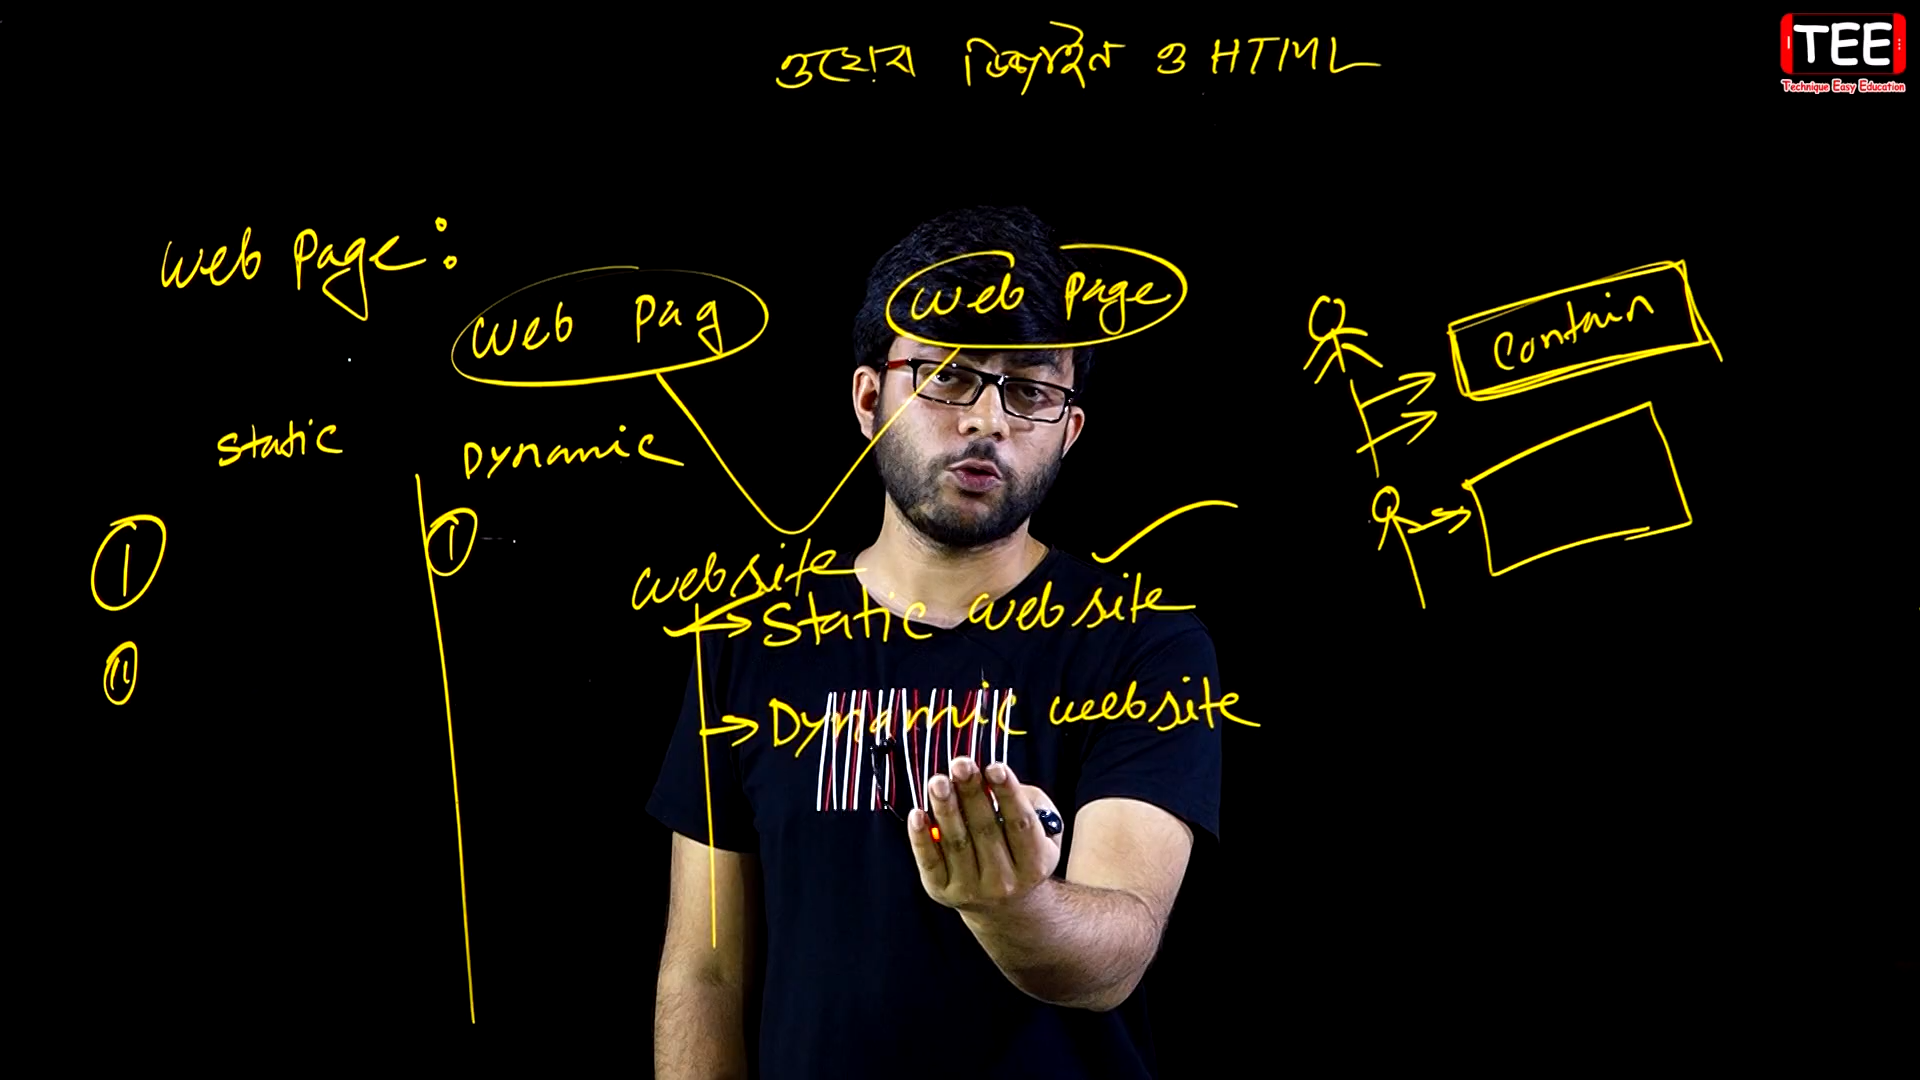 ওয়েব ডিজাইন ও HTML
TEE
Technique Easy Education
Web Page:
Web Pag
Web Page
Contain
Static
Dynamic
I
I
II
Website
Static website
Dynamic website